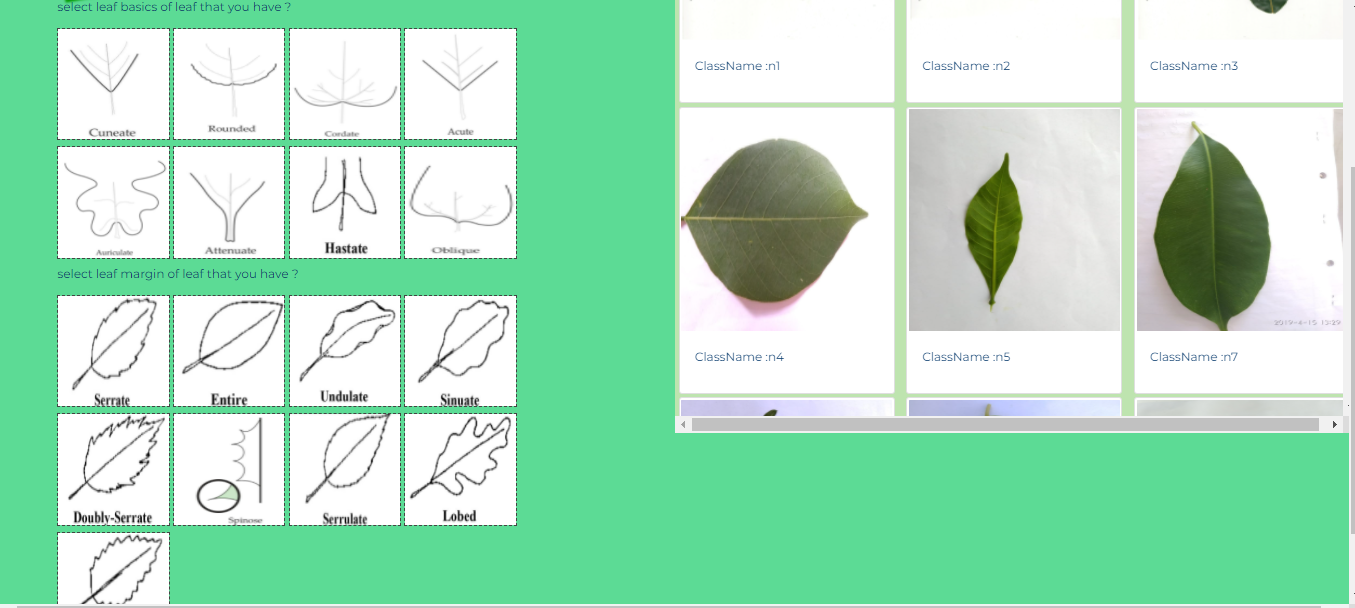 select leaf basics of leaf that you have ?
Cuneate
Rounded
Cordate
Acute
Auriculate
Attenuate
Hastate
Oblique
select leaf margin of leaf that you have ?
Serrate
Entire
Undulate
Sinuate
Doubly-Serrate
Spinose
Serrulate
Lobed
ClassName :n1
ClassName :n2
ClassName :n3
2019-4-15 13:29
ClassName :n4
ClassName :n5
ClassName :n7